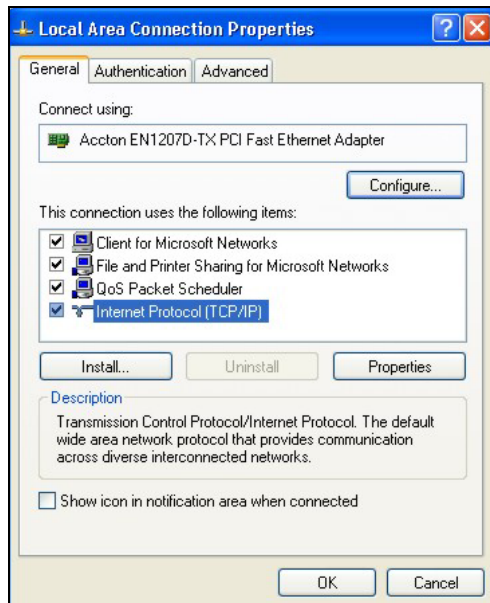 Local Area Connection Properties
General Authentication Advanced
Connect using:
Accton EN1207D-TX PCI Fast Ethernet Adapter
Configure...
This connection uses the following items:
Client for Microsoft Networks
File and Printer Sharing for Microsoft Networks
QoS Packet Scheduler
Internet Protocol (TCP/IP)
Install... Uninstall Properties
Description
Transmission Control Protocol/Internet Protocol. The default
wide area network protocol that provides communication
across diverse interconnected networks.
Show icon in notification area when connected
OK Cancel